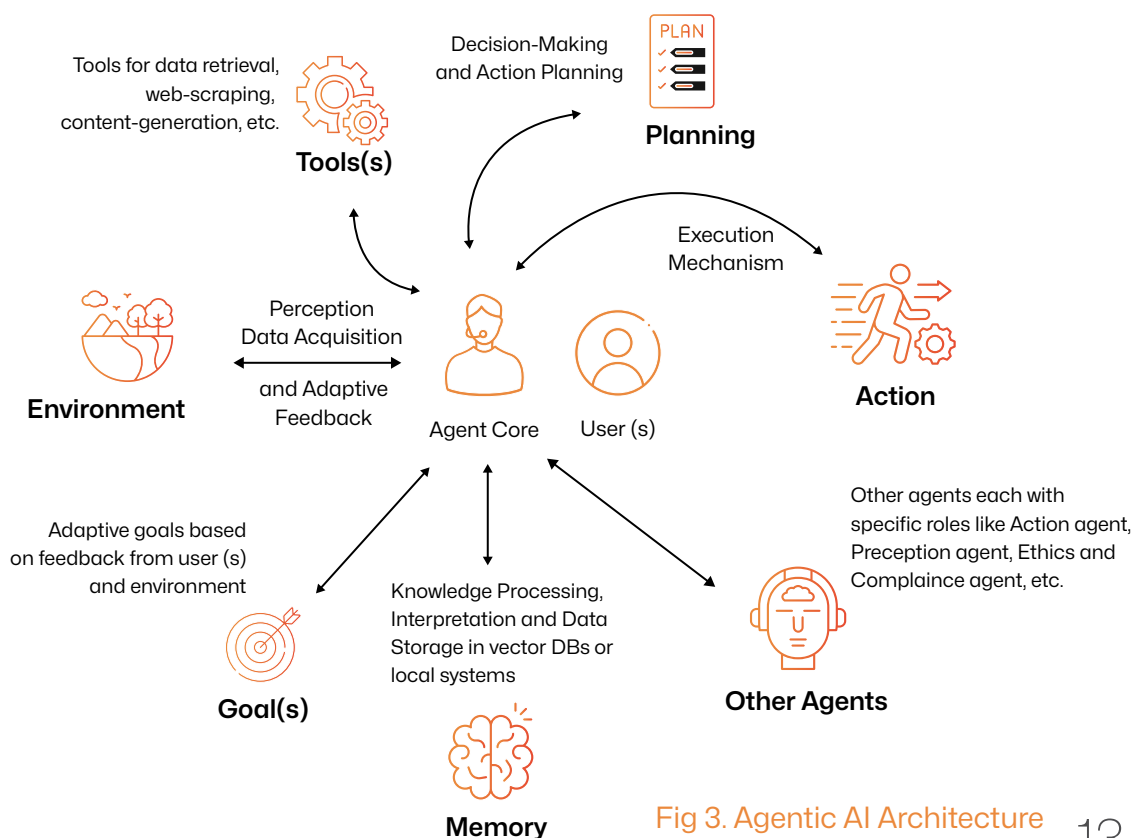 PLAN
Decision-Making
and Action Planning
Planning
Tools for data retrieval,
web-scraping,
content-generation, etc.
Tools(s)
Execution
Mechanism
Action
Perception
Data Acquisition
and Adaptive
Feedback
Environment
Agent Core
User (s)
Adaptive goals based
on feedback from user (s)
and environment
Goal(s)
Knowledge Processing,
Interpretation and Data
Storage in vector DBs or
local systems
Memory
Other agents each with
specific roles like Action agent,
Preception agent, Ethics and
Complaince agent, etc.
Other Agents
Fig 3. Agentic AI Architecture